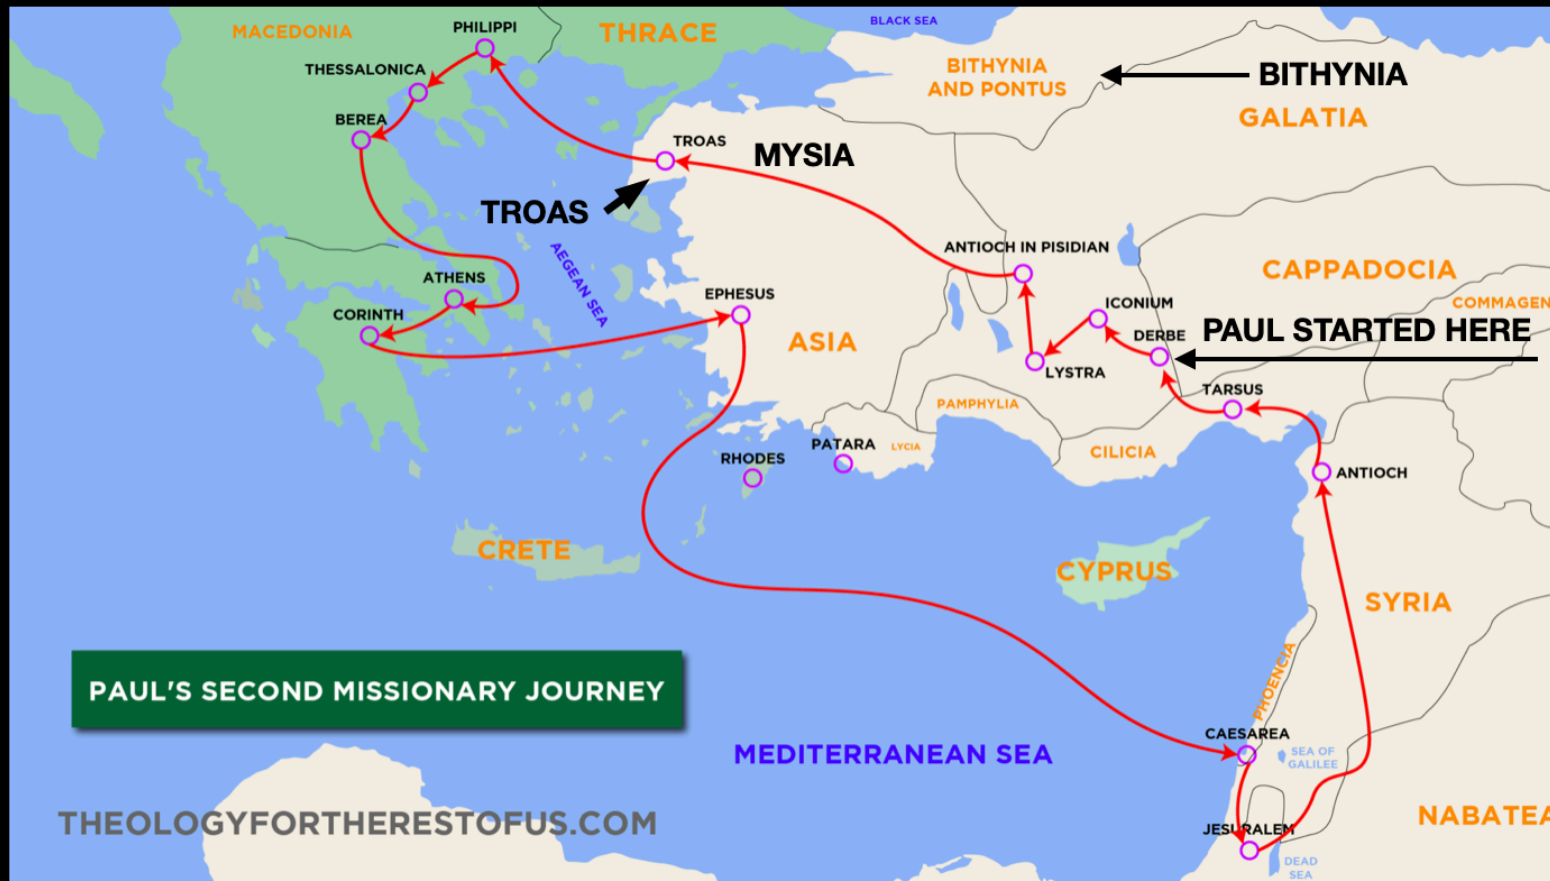 BLACK SEA
MACEDONIA
PHILIPPI
THRACE
THESSALONICA
BITHYNIA
AND PONTUS
BITHYNIA
GALATIA
BEREA
TROAS
MYSIA
TROAS
AEGEAN SEA
ANTIOCH IN PISIDIAN
CAPPADOCIA
ATHENS
EPHESUS
ICONIUM
COMMAGEN
CORINTH
ASIA
DERBE
PAUL STARTED HERE
LYSTRA
TARSUS
PAMPHYLIA
PATARA
LYCIA
CILICIA
RHODES
ANTIOCH
CRETE
CYPRUS
SYRIA
PHOENCIA
PAUL'S SECOND MISSIONARY JOURNEY
CAESAREA
MEDITERRANEAN SEA
SEA OF
GALILEE
THEOLOGYFORTHERESTOFUS.COM
JESURALEM
NABATEA
DEAD
SEA